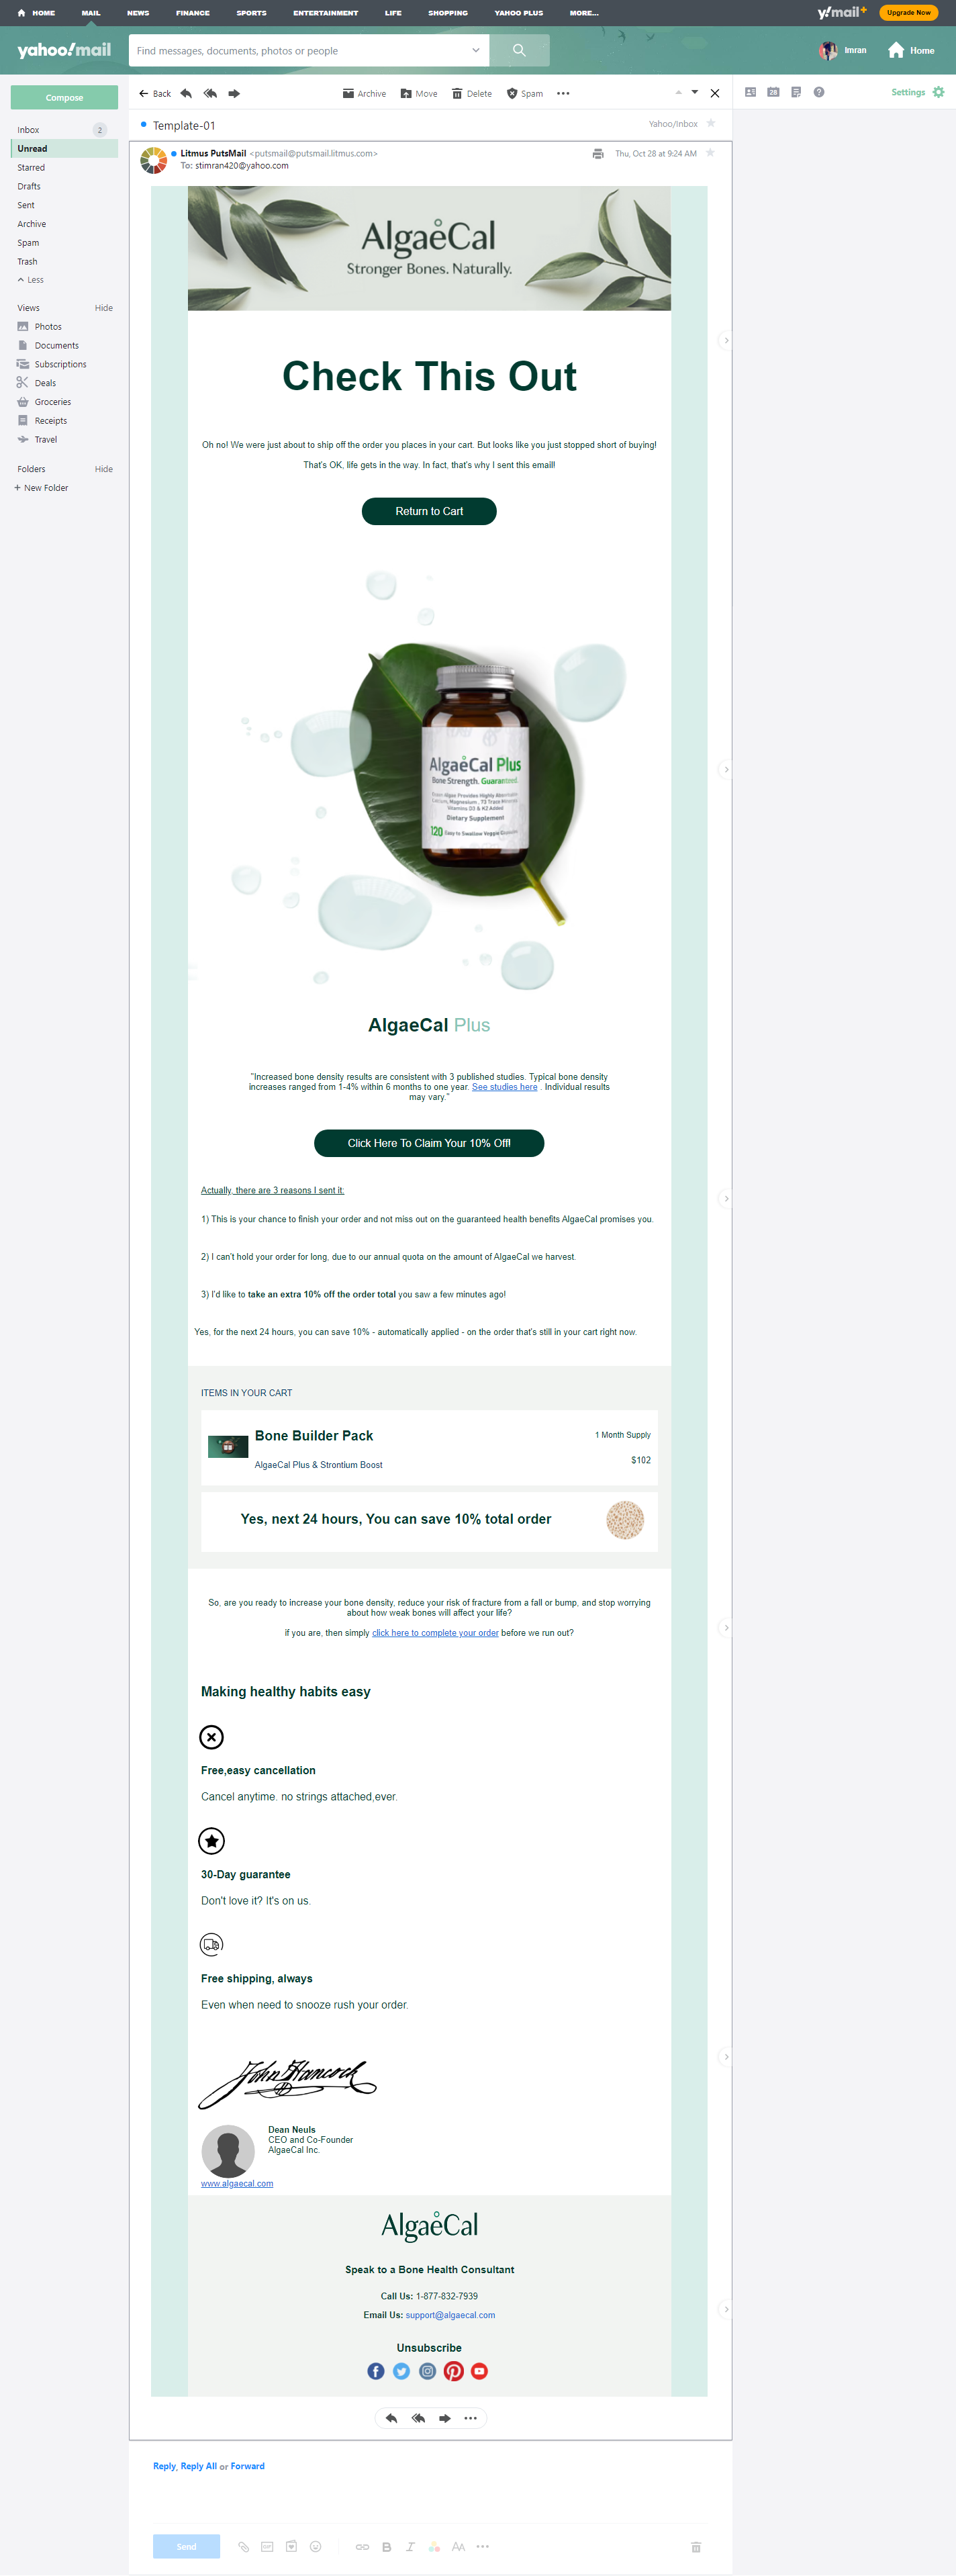 HOME MAIL NEWS FINANCE SPORTS ENTERTAINMENT LIFE SHOPPING YAHOO PLUS MORE...
y!mail+ Upgrade Now
yahoo!mail
Find messages, documents, photos or people
Imran
Home
Compose
Back
Archive
Move
Delete
Spam
Settings
28
Inbox 2
Unread
Starred
Drafts
Sent
Archive
Spam
Trash
Less
Views Hide
Photos
Documents
Subscriptions
Deals
Groceries
Receipts
Travel
Folders Hide
+ New Folder
Template-01
Yahoo/Inbox
Litmus PutsMail <putsmail@putsmail.litmus.com>
Thu, Oct 28 at 9:24 AM
To: stimran420@yahoo.com
AlgaeCal
Stronger Bones. Naturally.
Check This Out
Oh no! We were just about to ship off the order you places in your cart. But looks like you just stopped short of buying!
That's OK, life gets in the way. In fact, that's why I sent this email!
Return to Cart
AlgaeCal Plus
Bone Strength. Guaranteed
Dietary Supplement
120 Easy to Swallow Veggie Capsules
AlgaeCal Plus
"Increased bone density results are consistent with 3 published studies. Typical bone density
increases ranged from 1-4% within 6 months to one year. See studies here . Individual results
may vary."
Click Here To Claim Your 10% Off!
Actually, there are 3 reasons I sent it:
1) This is your chance to finish your order and not miss out on the guaranteed health benefits AlgaeCal promises you.
2) I can't hold your order for long, due to our annual quota on the amount of AlgaeCal we harvest.
3) I'd like to take an extra 10% off the order total you saw a few minutes ago!
Yes, for the next 24 hours, you can save 10% - automatically applied - on the order that's still in your cart right now.
ITEMS IN YOUR CART
Bone Builder Pack
1 Month Supply
AlgaeCal Plus & Strontium Boost
$102
Yes, next 24 hours, You can save 10% total order
So, are you ready to increase your bone density, reduce your risk of fracture from a fall or bump, and stop worrying
about how weak bones will affect your life?
if you are, then simply click here to complete your order before we run out?
Making healthy habits easy
Free,easy cancellation
Cancel anytime. no strings attached,ever.
30-Day guarantee
Don't love it? It's on us.
Free shipping, always
Even when need to snooze rush your order.
John Hancock
Dean Neuls
CEO and Co-Founder
AlgaeCal Inc.
www.algaecal.com
AlgaeCal
Speak to a Bone Health Consultant
Call Us: 1-877-832-7939
Email Us: support@algaecal.com
Unsubscribe
Reply, Reply All or Forward
Send
GIF
B I AA